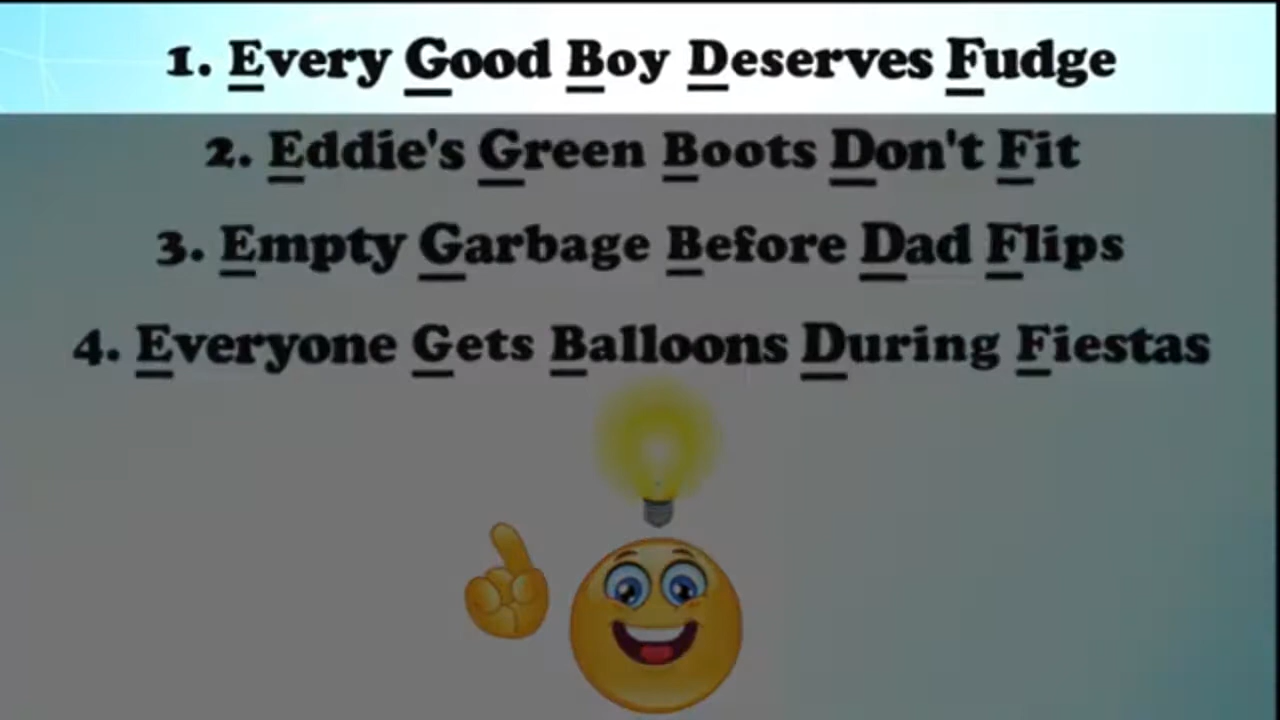 1. Every Good Boy Deserves Fudge
2. Eddie's Green Boots Don't Fit
3. Empty Garbage Before Dad Flips
4. Everyone Gets Balloons During Fiestas